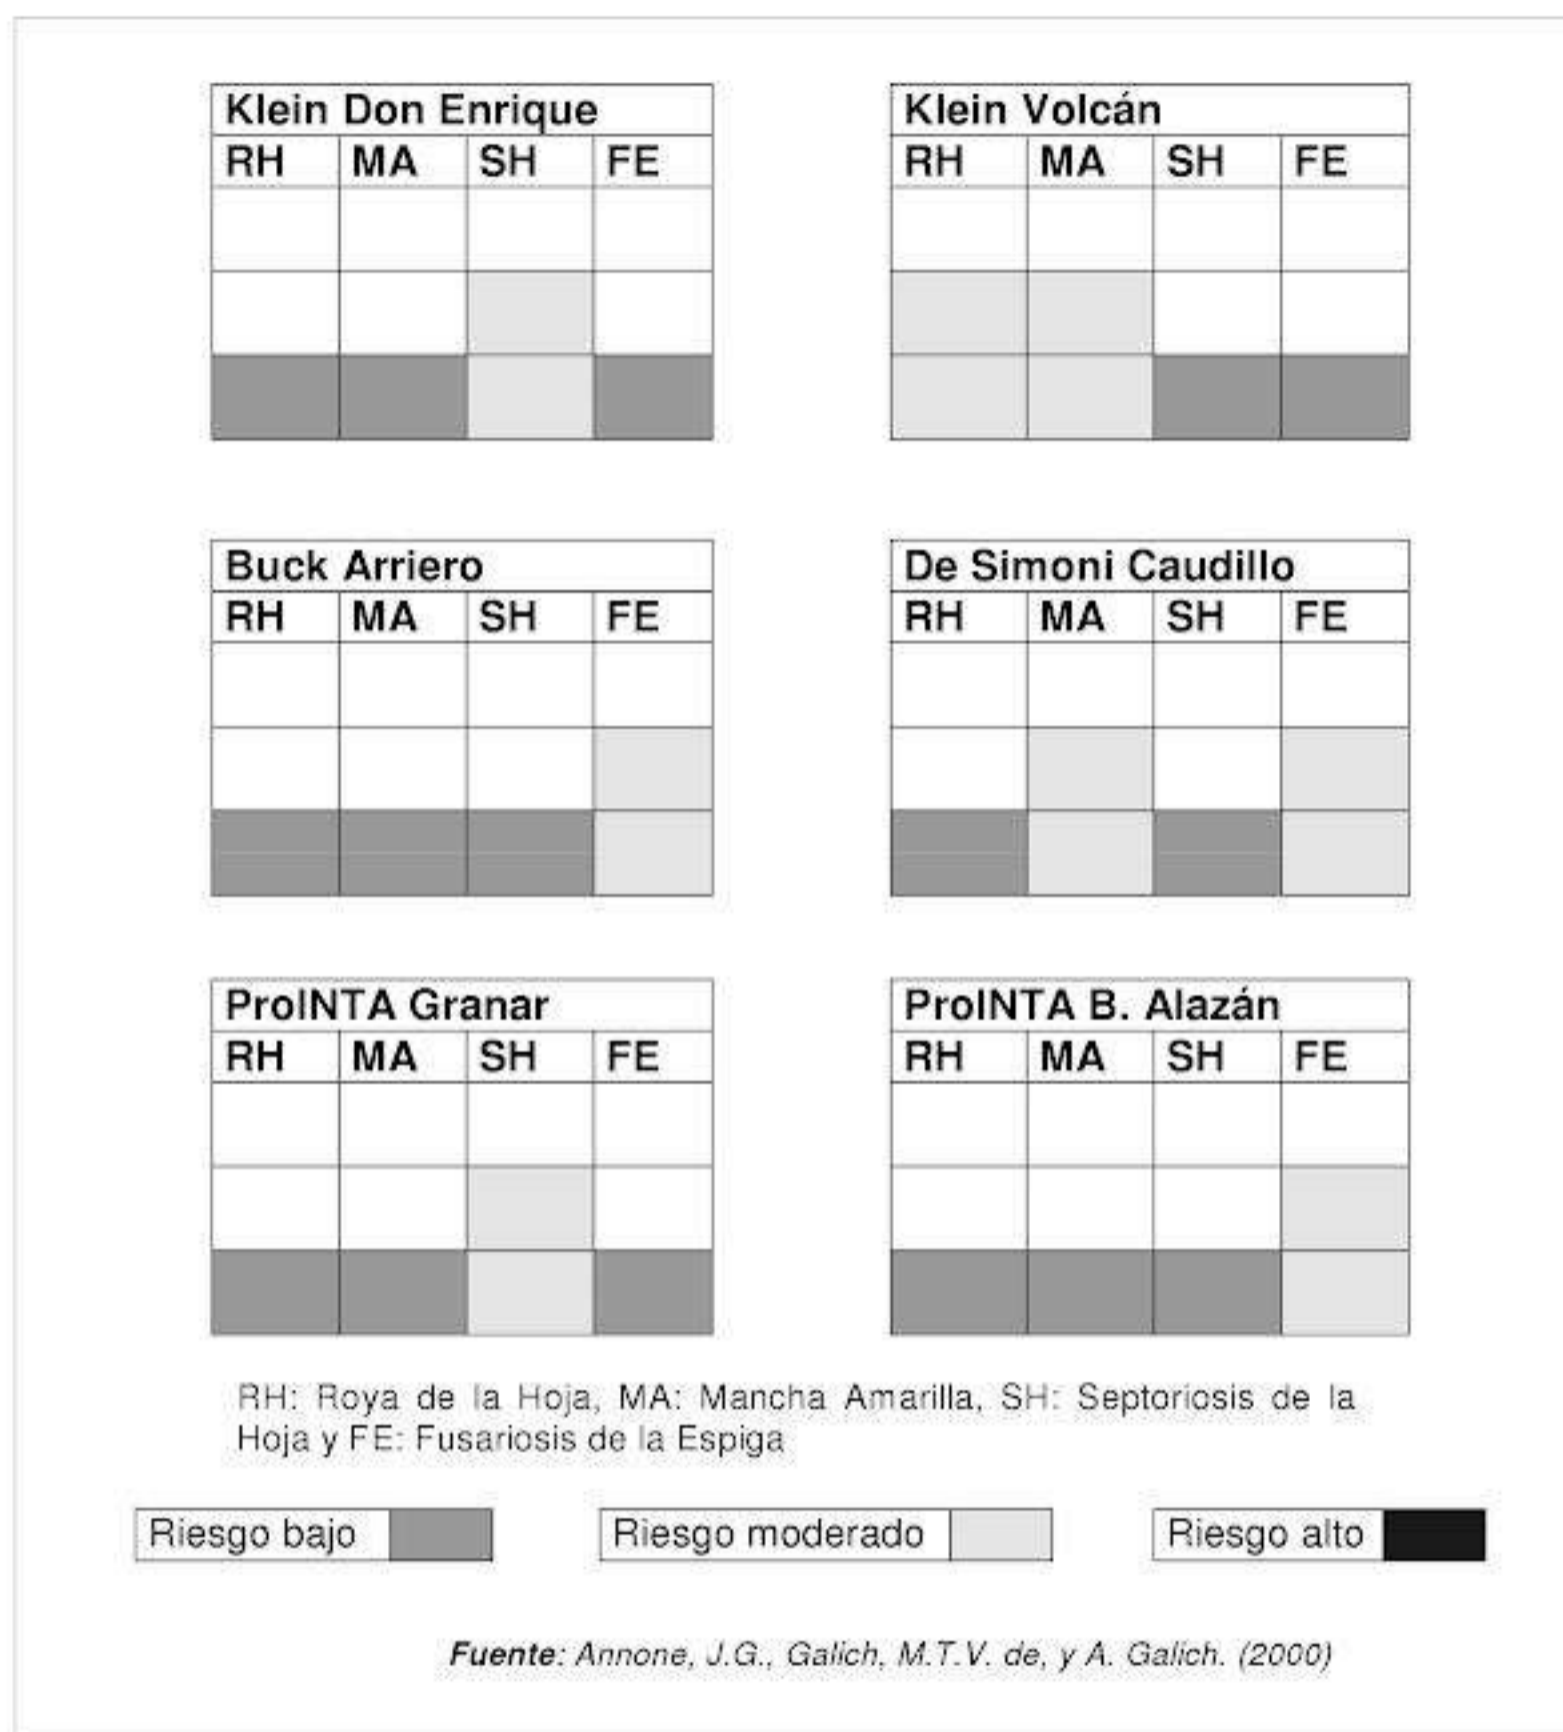 Klein Don Enrique
RH MA SH FE
Klein Volcán
RH MA SH FE
Buck Arriero
RH MA SH FE
De Simoni Caudillo
RH MA SH FE
ProINTA Granar
RH MA SH FE
ProINTA B. Alazán
RH MA SH FE
RH: Roya de la Hoja, MA: Mancha Amarilla, SH: Septoriosis de la
Hoja y FE: Fusariosis de la Espiga
Riesgo bajo
Riesgo moderado
Riesgo alto
Fuente: Annone, J.G., Galich, M.T.V. de, y A. Galich. (2000)